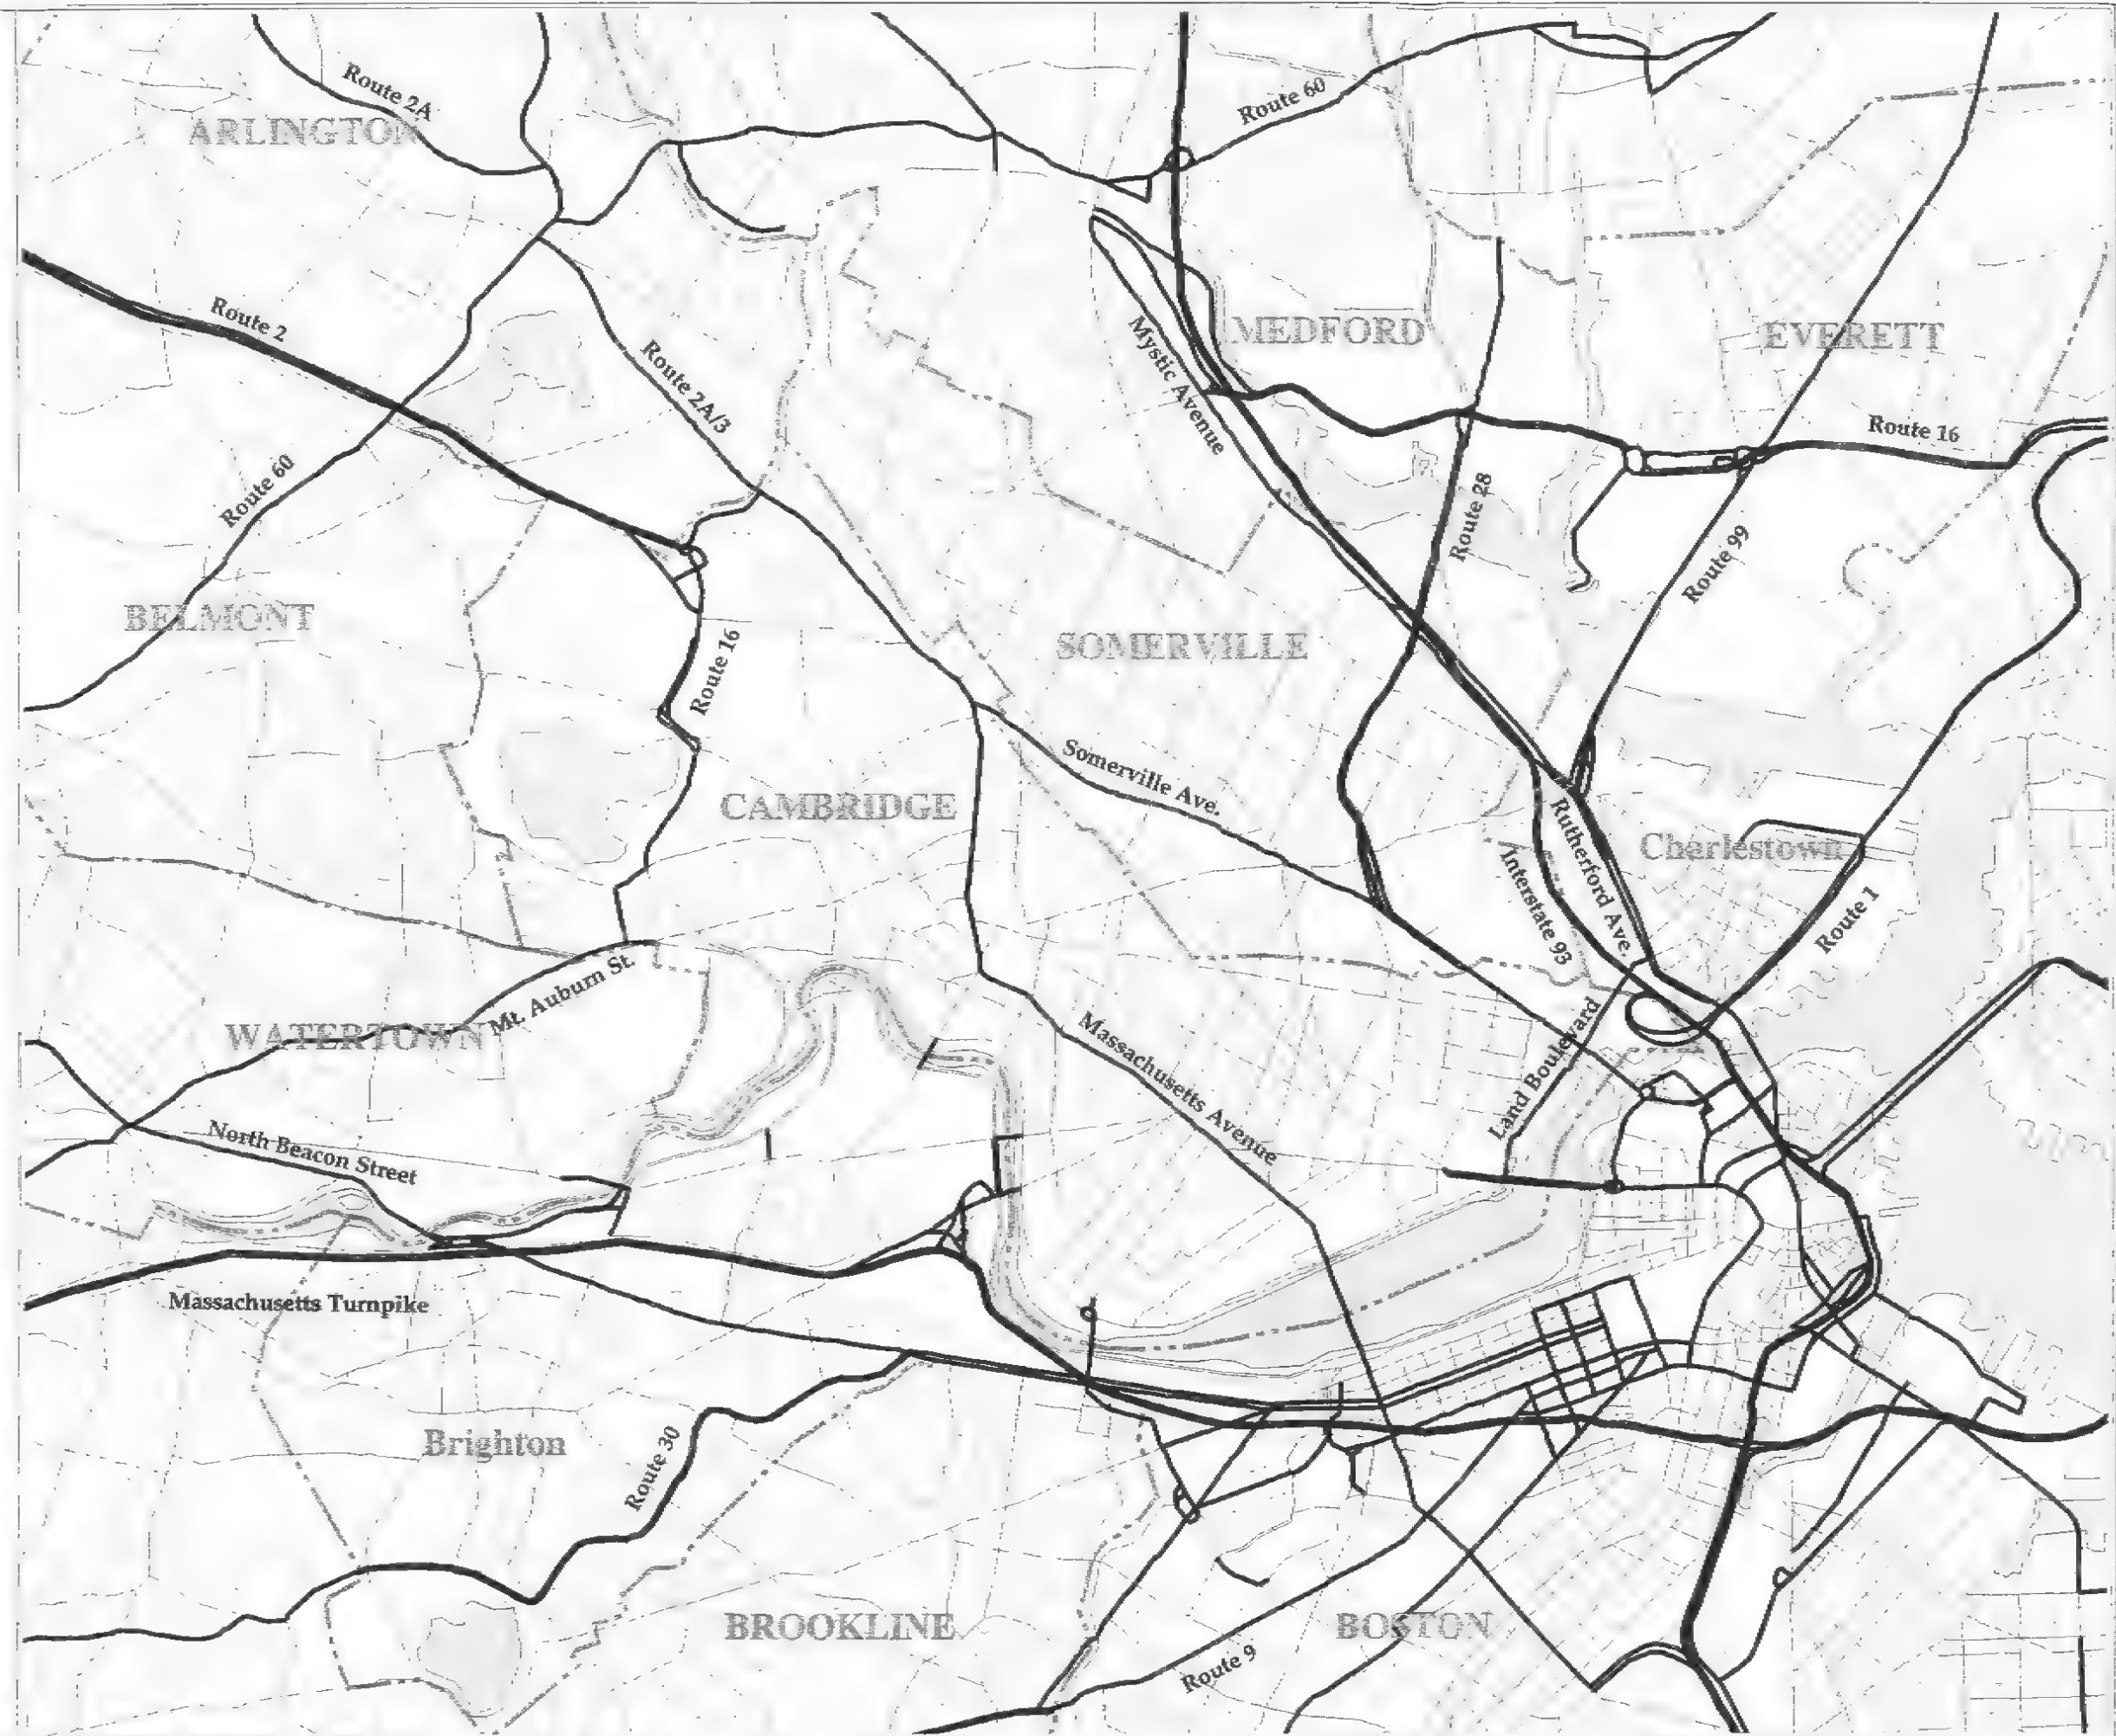 Route 2A
ARLINGTON
Route 60
Route 2
MEDFORD
EVERETT
Mystic Avenue
Route 2A/3
Route 16
Route 60
Route 28
Route 99
BELMONT
SOMERVILLE
Route 16
Somerville Ave.
CAMBRIDGE
Rutherford Ave.
Charlestown
Interstate 93
Route 1
Mt. Auburn St.
WATERTOWN
Land Boulevard
Massachusetts Avenue
North Beacon Street
Massachusetts Turnpike
Brighton
Route 30
BROOKLINE
BOSTON
Route 9